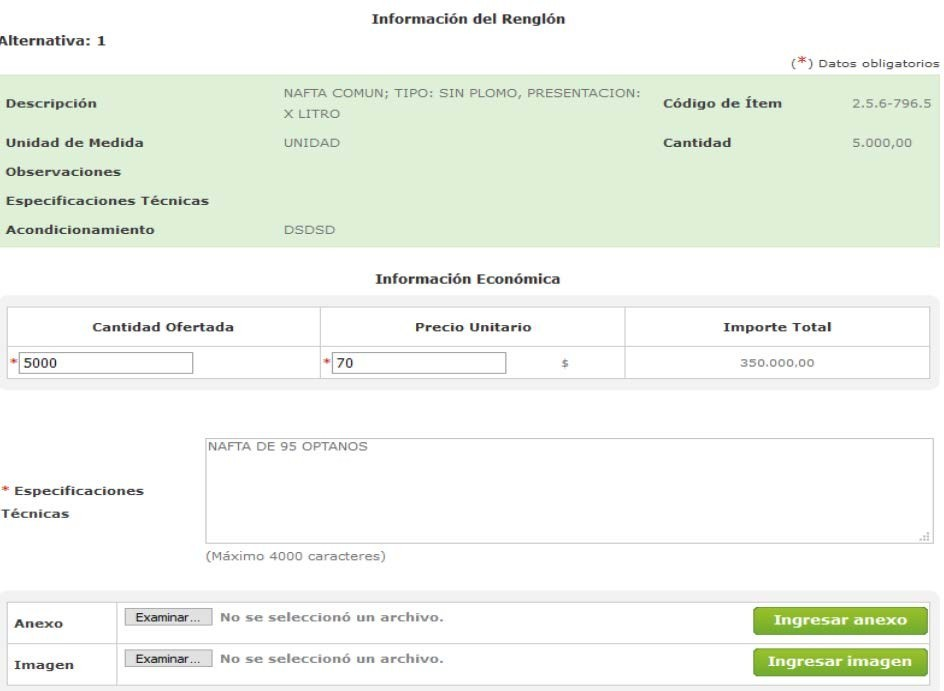 Información del Renglón
Alternativa: 1
(*) Datos obligatorios
Descripción NAFTA COMUN; TIPO: SIN PLOMO, PRESENTACION: X LITRO Código de Ítem 2.5.6-796.5
Unidad de Medida UNIDAD Cantidad 5.000,00
Observaciones
Especificaciones Técnicas
Acondicionamiento DSDSD
Información Económica
Cantidad Ofertada Precio Unitario Importe Total
* 5000 * 70 $ 350.000,00
NAFTA DE 95 OPTANOS
* Especificaciones
Técnicas
(Máximo 4000 caracteres)
Anexo Examinar... No se seleccionó un archivo. Ingresar anexo
Imagen Examinar... No se seleccionó un archivo. Ingresar imagen